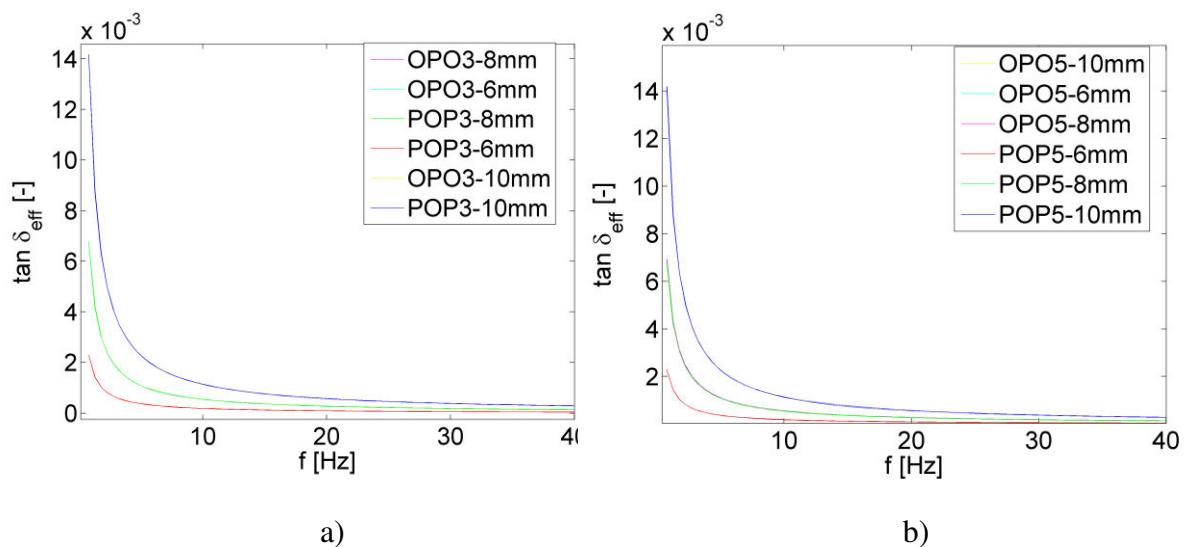 x 10⁻³
14
12
10
8
6
4
2
0
tan δeff [-]
10
20
30
40
f [Hz]
OPO3-8mm
OPO3-6mm
POP3-8mm
POP3-6mm
OPO3-10mm
POP3-10mm
a)
x 10⁻³
14
12
10
8
6
4
2
tan δeff [-]
10
20
30
40
f [Hz]
OPO5-10mm
OPO5-6mm
OPO5-8mm
POP5-6mm
POP5-8mm
POP5-10mm
b)